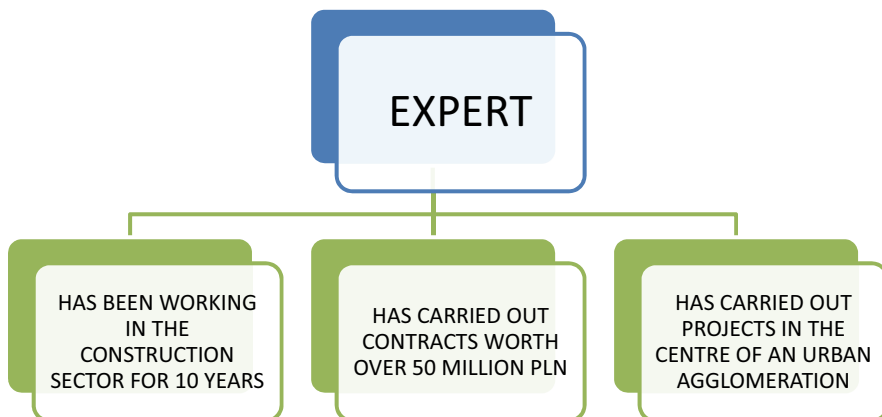 EXPERT
HAS BEEN WORKING
IN THE
CONSTRUCTION
SECTOR FOR 10 YEARS
HAS CARRIED OUT
CONTRACTS WORTH
OVER 50 MILLION PLN
HAS CARRIED OUT
PROJECTS IN THE
CENTRE OF AN URBAN
AGGLOMERATION